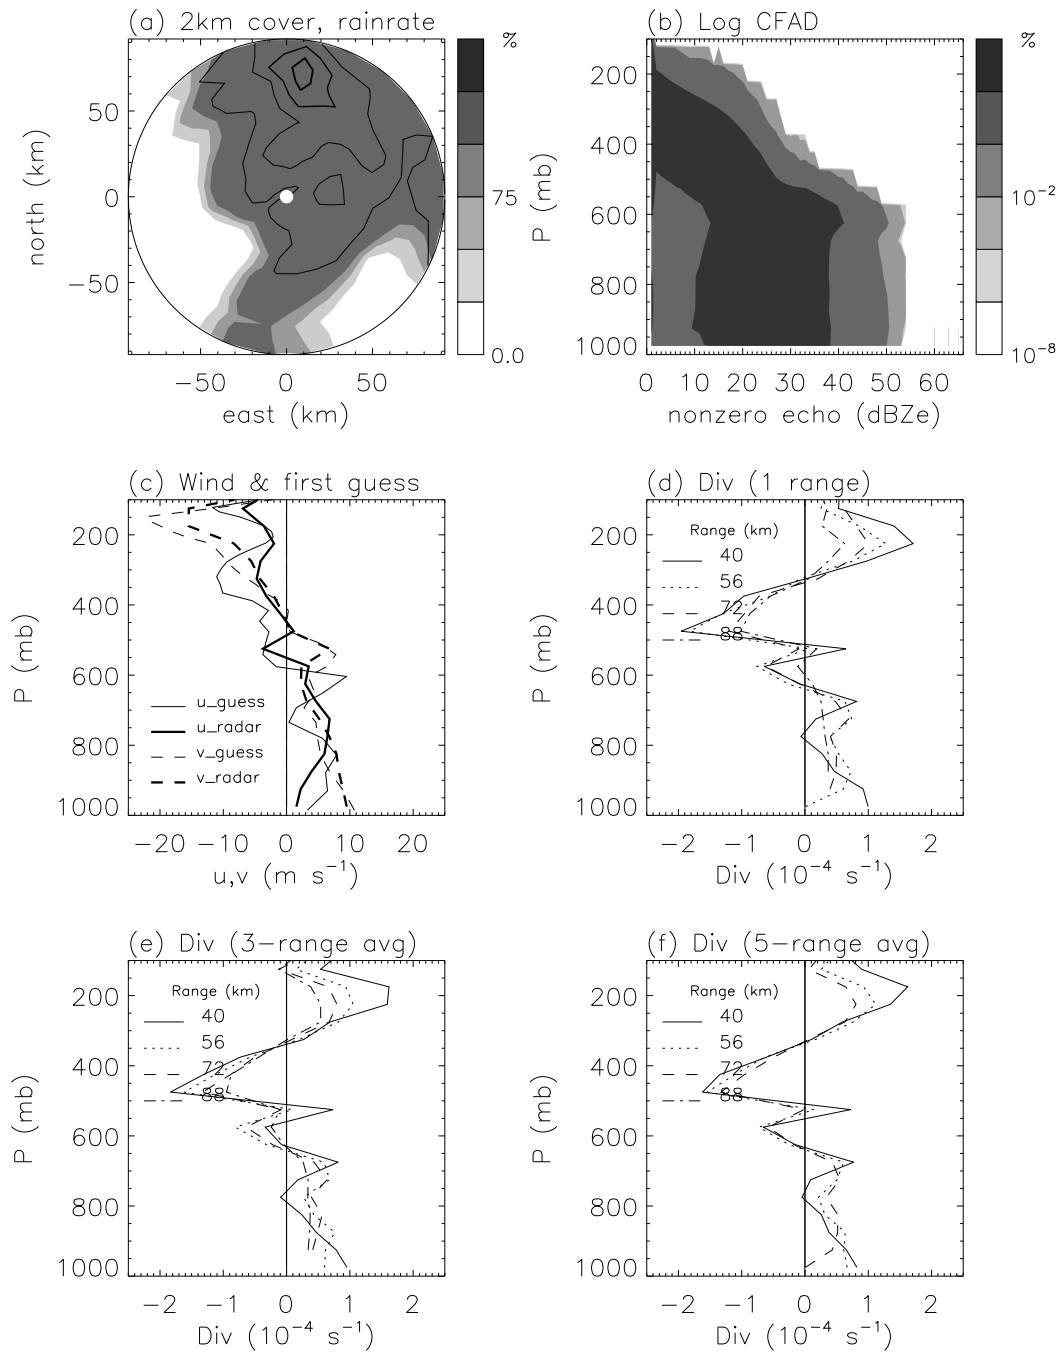 (a) 2km cover, rainrate
%
50
0
−50
north (km)
75
0.0
−50 0 50
east (km)
(b) Log CFAD
%
200
400
600
800
1000
P (mb)
10⁻²
10⁻⁸
0 10 20 30 40 50 60
nonzero echo (dBZe)
(c) Wind & first guess
200
400
600
800
1000
P (mb)
u_guess
u_radar
v_guess
v_radar
−20 −10 0 10 20
u,v (m s⁻¹)
(d) Div (1 range)
Range (km)
40
56
72
88
200
400
600
800
1000
P (mb)
−2 −1 0 1 2
Div (10⁻⁴ s⁻¹)
(e) Div (3−range avg)
Range (km)
40
56
72
88
200
400
600
800
1000
P (mb)
−2 −1 0 1 2
Div (10⁻⁴ s⁻¹)
(f) Div (5−range avg)
Range (km)
40
56
72
88
200
400
600
800
1000
P (mb)
−2 −1 0 1 2
Div (10⁻⁴ s⁻¹)